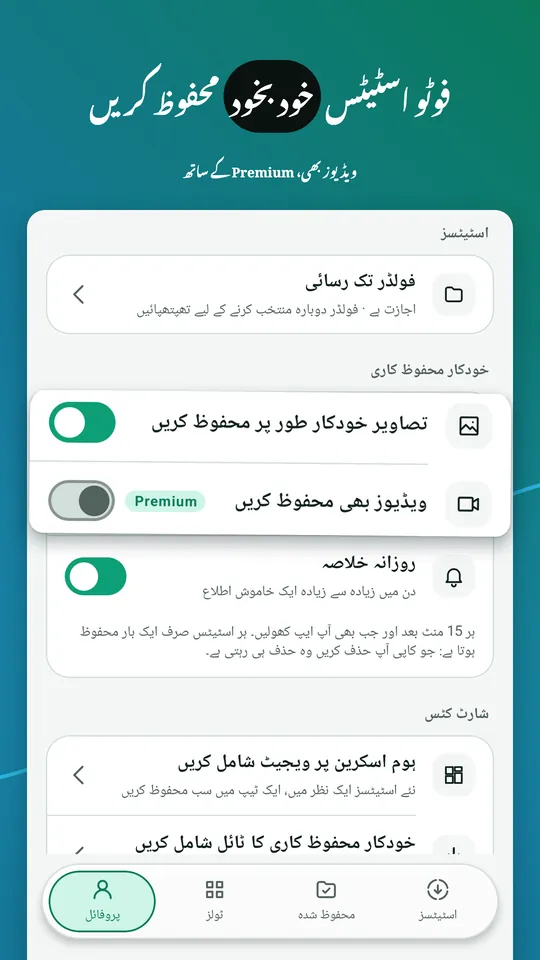 فوٹو اسٹیٹس خود بخود محفوظ کریں
ویڈیوز بھی، Premium کے ساتھ
اسٹیٹسز
فولڈر تک رسائی
اجازت ہے · فولڈر دوبارہ منتخب کرنے کے لیے تھپتھپائیں
خودکار محفوظ کاری
تصاویر خودکار طور پر محفوظ کریں
ویڈیوز بھی محفوظ کریں Premium
روزانہ خلاصہ
دن میں زیادہ سے زیادہ ایک خاموش اطلاع
ہر 15 منٹ بعد اور جب بھی آپ ایپ کھولیں۔ ہر اسٹیٹس صرف ایک بار محفوظ
ہوتا ہے: جو کاپی آپ حذف کریں وہ حذف ہی رہتی ہے۔
شارٹ کٹس
ہوم اسکرین پر ویجیٹ شامل کریں
نئے اسٹیٹسز ایک نظر میں، ایک ٹیپ میں سب محفوظ کریں
خودکار محفوظ کاری کا ٹائل شامل کریں
اسٹیٹسز
محفوظ شدہ
ٹولز
پروفائل